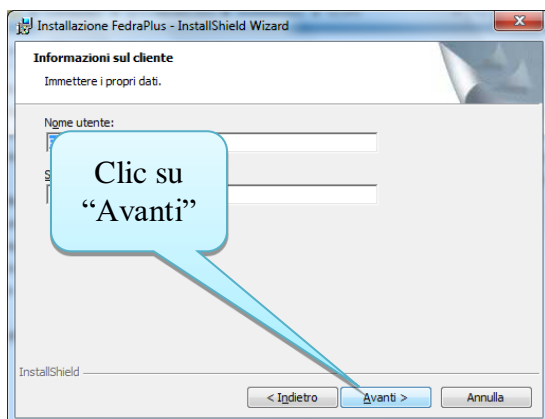 Installazione FedraPlus - InstallShield Wizard
Informazioni sul cliente
Immettere i propri dati.
Nome utente:
Clic su
“Avanti”
InstallShield
< Indietro
Avanti >
Annulla